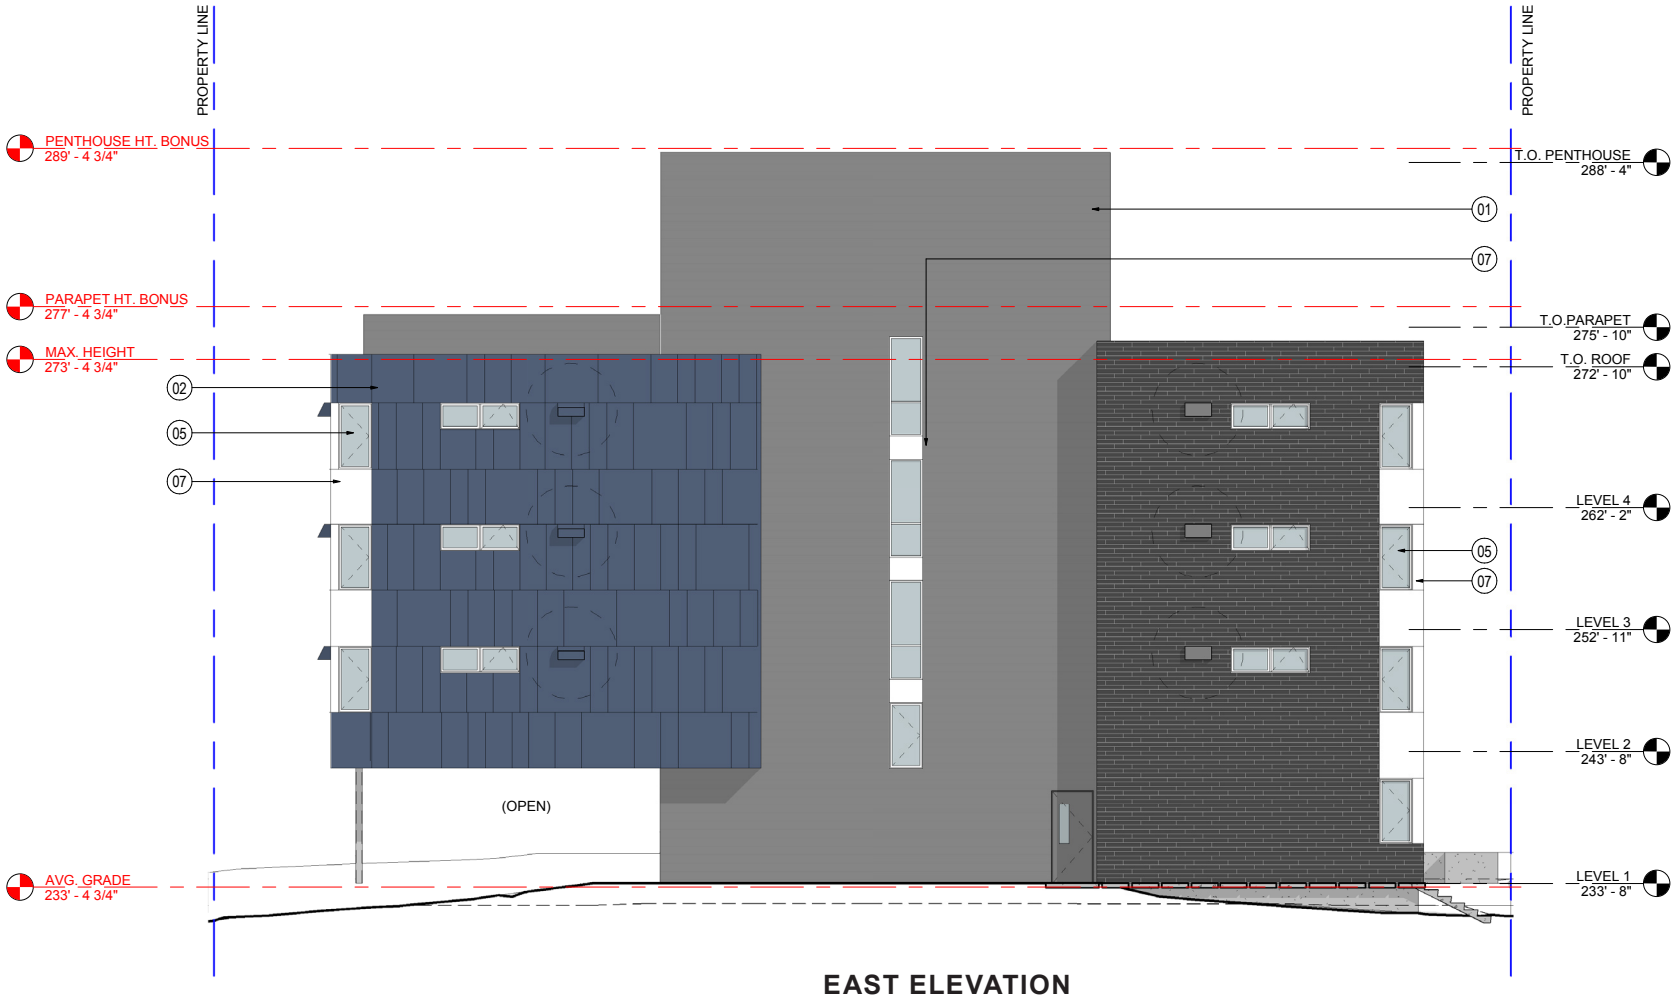 PROPERTY LINE
PROPERTY LINE
PENTHOUSE HT. BONUS
289' - 4 3/4"
T.O. PENTHOUSE
288' - 4"
01
07
PARAPET HT. BONUS
277' - 4 3/4"
T.O.PARAPET
275' - 10"
MAX. HEIGHT
273' - 4 3/4"
T.O. ROOF
272' - 10"
02
05
07
LEVEL 4
262' - 2"
05
07
LEVEL 3
252' - 11"
LEVEL 2
243' - 8"
(OPEN)
AVG. GRADE
233' - 4 3/4"
LEVEL 1
233' - 8"
EAST ELEVATION